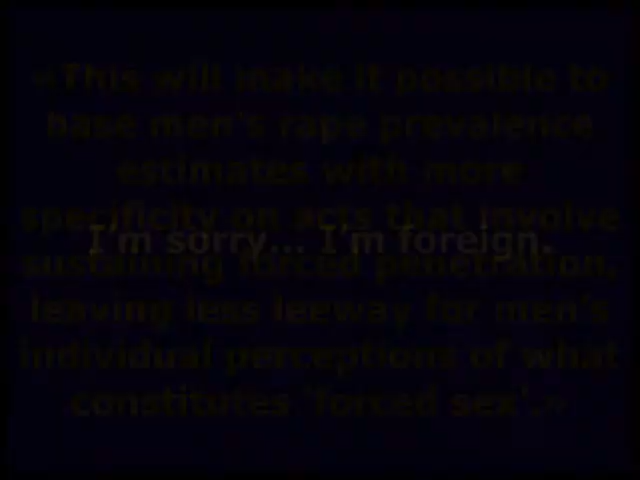 «This will make it possible to
base men's rape prevalence
estimates with more
specificity on acts that involve
I'm sorry... I'm foreign.
sustaining forced penetration,
leaving less leeway for men's
individual perceptions of what
constitutes 'forced sex'.»